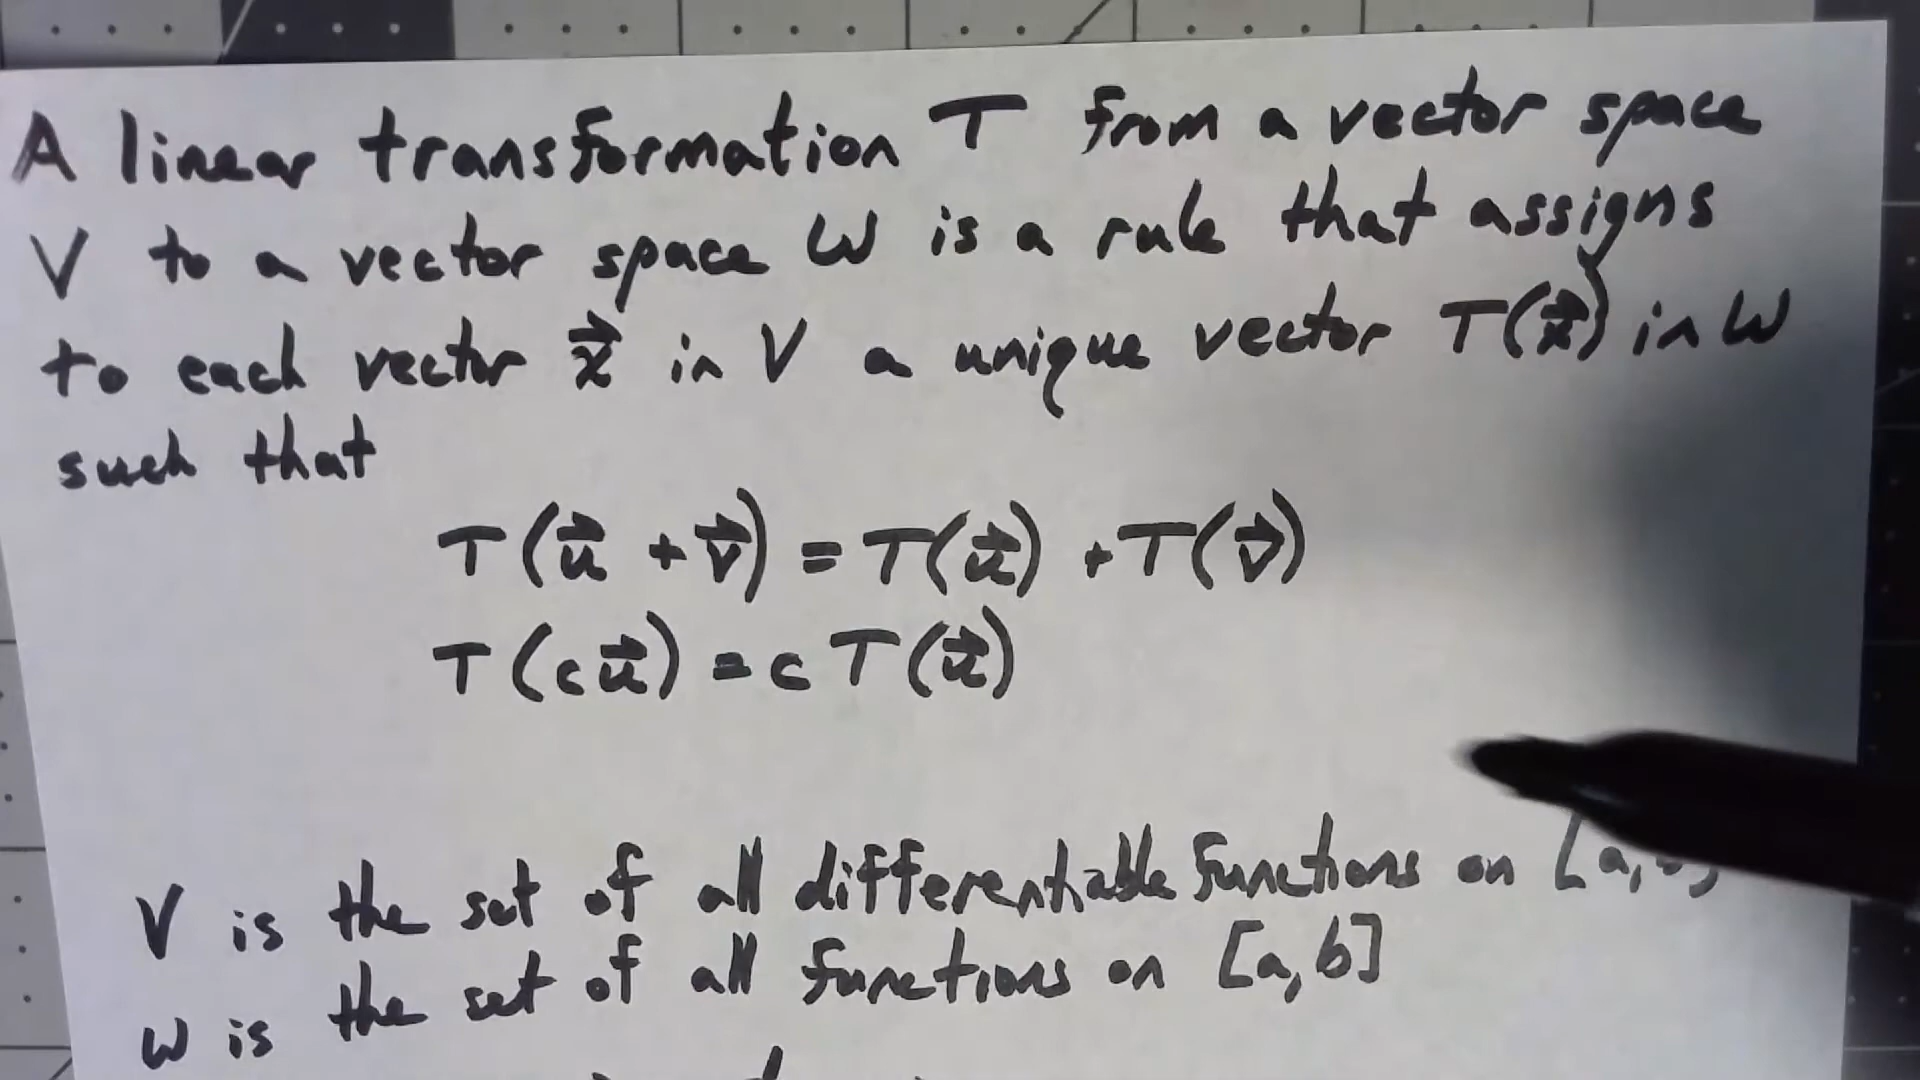 A linear transformation T from a vector space
V to a vector space W is a rule that assigns
to each vector x⃗ in V a unique vector T(x⃗) in W
such that
T(u⃗ + v⃗) = T(u⃗) + T(v⃗)
T(cu⃗) = c T(u⃗)
V is the set of all differentiable functions on [a,
W is the set of all functions on [a, b]